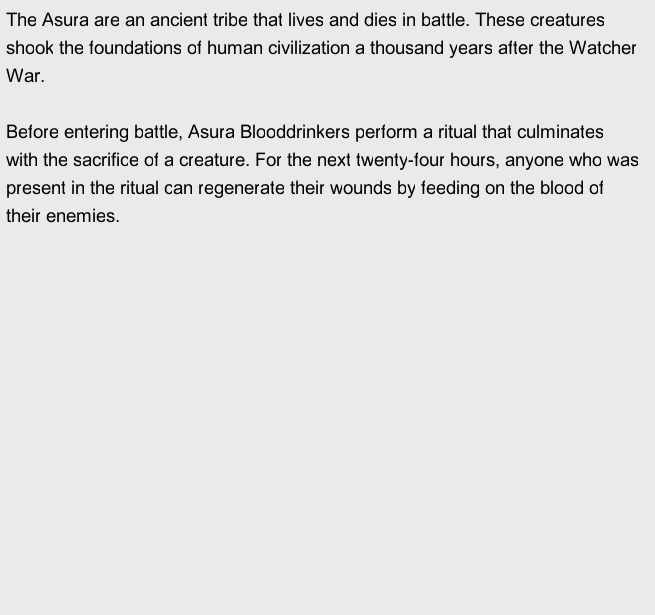 The Asura are an ancient tribe that lives and dies in battle. These creatures
shook the foundations of human civilization a thousand years after the Watcher
War.
Before entering battle, Asura Blooddrinkers perform a ritual that culminates
with the sacrifice of a creature. For the next twenty-four hours, anyone who was
present in the ritual can regenerate their wounds by feeding on the blood of
their enemies.